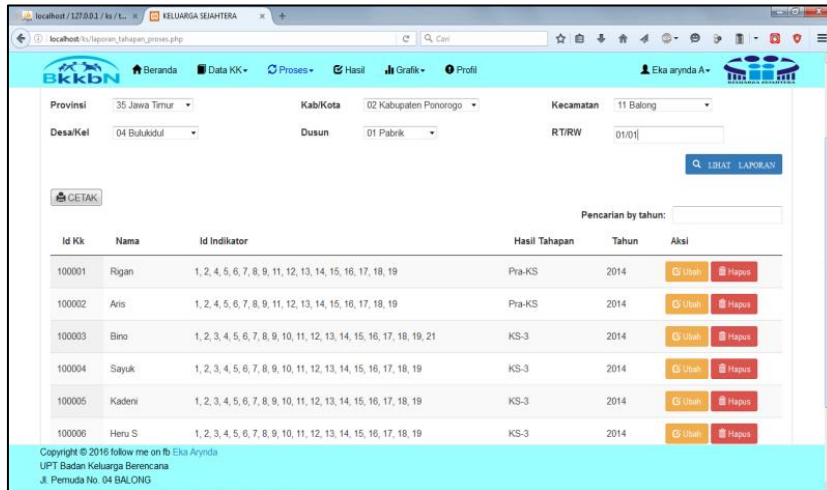 localhost / 127.0.0.1 / ks / t... × KELUARGA SEJAHTERA × +
localhost/ks/laporan_tahapan_proses.php Cari
BkkbN Beranda Data KK Proses Hasil Grafik Profil Eka arynda A KELUARGA SEJAHTERA
Provinsi 35 Jawa Timur Kab/Kota 02 Kabupaten Ponorogo Kecamatan 11 Balong
Desa/Kel 04 Bulukidul Dusun 01 Pabrik RT/RW 01/01
LIHAT LAPORAN
CETAK
Pencarian by tahun:
Id Kk Nama Id Indikator Hasil Tahapan Tahun Aksi
100001 Rigan 1, 2, 4, 5, 6, 7, 8, 9, 11, 12, 13, 14, 15, 16, 17, 18, 19 Pra-KS 2014 Ubah Hapus
100002 Aris 1, 2, 4, 5, 6, 7, 8, 9, 11, 12, 13, 14, 15, 16, 17, 18, 19 Pra-KS 2014 Ubah Hapus
100003 Bino 1, 2, 3, 4, 5, 6, 7, 8, 9, 10, 11, 12, 13, 14, 15, 16, 17, 18, 19, 21 KS-3 2014 Ubah Hapus
100004 Sayuk 1, 2, 3, 4, 5, 6, 7, 8, 9, 10, 11, 12, 13, 14, 15, 16, 17, 18, 19 KS-3 2014 Ubah Hapus
100005 Kadeni 1, 2, 3, 4, 5, 6, 7, 8, 9, 10, 11, 12, 13, 14, 15, 16, 17, 18, 19 KS-3 2014 Ubah Hapus
100006 Heru S 1, 2, 3, 4, 5, 6, 7, 8, 9, 10, 11, 12, 13, 14, 15, 16, 17, 18, 19 KS-3 2014 Ubah Hapus
Copyright © 2016 follow me on fb Eka Arynda
UPT Badan Keluarga Berencana
Jl. Pemuda No. 04 BALONG